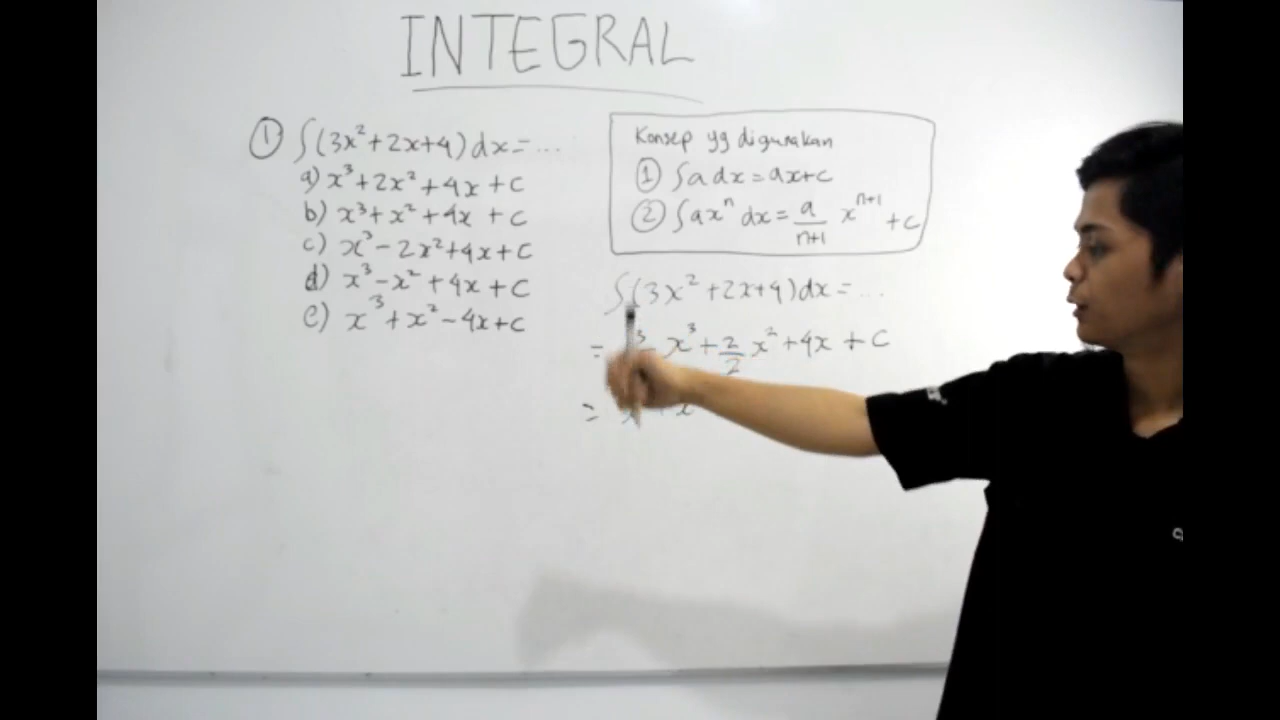 INTEGRAL
① ∫(3x²+2x+4)dx=...
a) x³+2x²+4x+C
b) x³+x²+4x+C
c) x³-2x²+4x+C
d) x³-x²+4x+C
e) x³+x²-4x+C
Konsep yg digunakan
① ∫a dx=ax+C
② ∫axⁿ dx=a/(n+1) xⁿ⁺¹+C
∫(3x²+2x+4)dx=...
= x³+2/2 x²+4x+C
= x